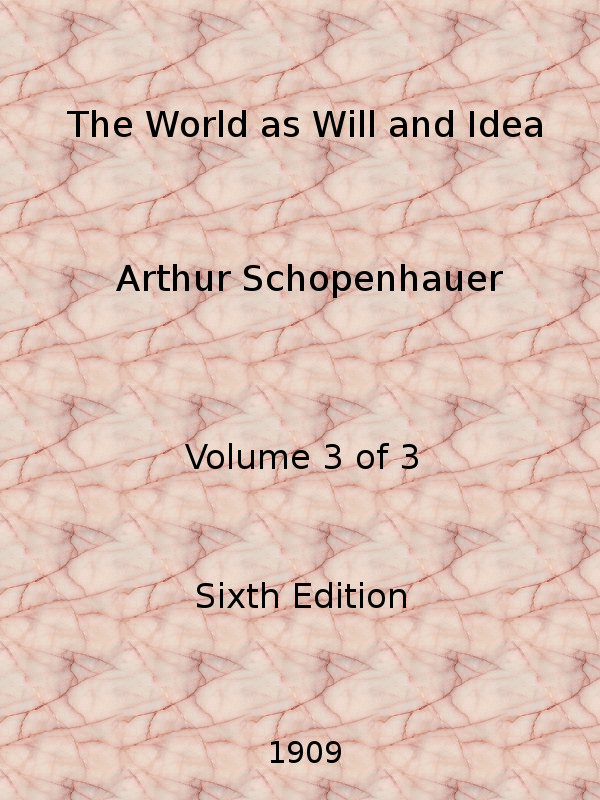 The World as Will and Idea
Arthur Schopenhauer
Volume 3 of 3
Sixth Edition
1909